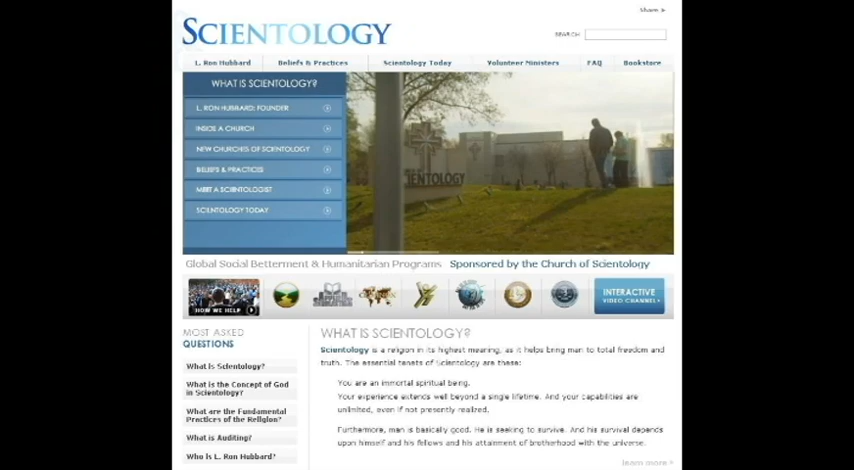 Share
SCIENTOLOGY
SEARCH
L. Ron Hubbard
Beliefs & Practices
Scientology Today
Volunteer Ministers
FAQ
Bookstore
WHAT IS SCIENTOLOGY?
L. RON HUBBARD: FOUNDER
INSIDE A CHURCH
NEW CHURCHES OF SCIENTOLOGY
BELIEFS & PRACTICES
MEET A SCIENTOLOGIST
SCIENTOLOGY TODAY
IENTOLOGY
Global Social Betterment & Humanitarian Programs Sponsored by the Church of Scientology
HOW WE HELP
INTERACTIVE
VIDEO CHANNEL
MOST ASKED
QUESTIONS
What is Scientology?
What is the Concept of God
in Scientology?
What are the Fundamental
Practices of the Religion?
What is Auditing?
Who is L. Ron Hubbard?
WHAT IS SCIENTOLOGY?
Scientology is a religion in its highest meaning, as it helps bring man to total freedom and
truth. The essential tenets of Scientology are these:
You are an immortal spiritual being.
Your experience extends well beyond a single lifetime. And your capabilities are
unlimited, even if not presently realized.
Furthermore, man is basically good. He is seeking to survive. And his survival depends
upon himself and his fellows and his attainment of brotherhood with the universe.
learn more >